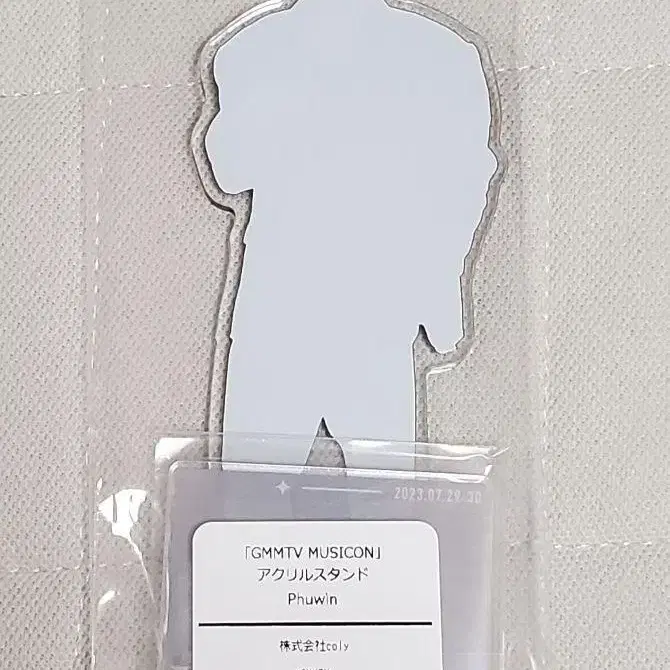 2023.07.29-30
「GMMTV MUSICON」
アクリルスタンド
Phuwin
株式会社coly